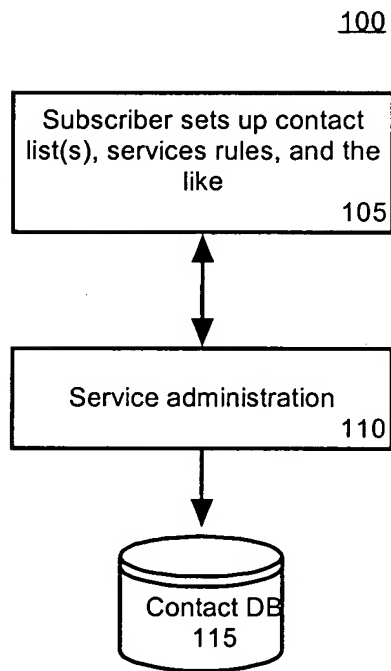 100
Subscriber sets up contact
list(s), services rules, and the
like
105
Service administration
110
Contact DB
115